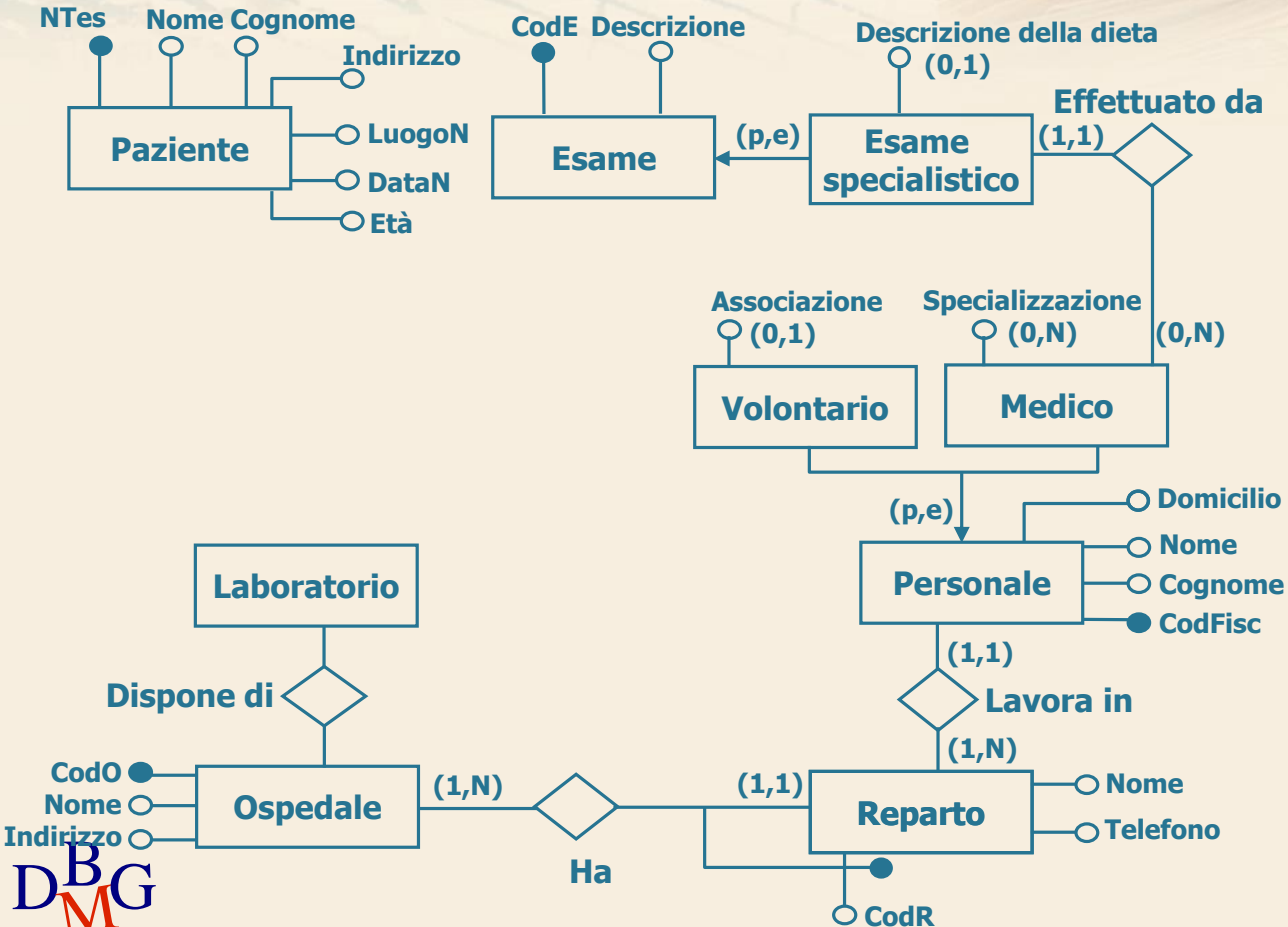 NTes
Nome Cognome
Indirizzo
LuogoN
DataN
Età
Paziente
CodE Descrizione
Esame
(p,e)
Descrizione della dieta
(0,1)
Esame
specialistico
Effettuato da
(1,1)
(0,N)
Associazione
(0,1)
Volontario
Specializzazione
(0,N)
Medico
(p,e)
Domicilio
Nome
Cognome
CodFisc
Personale
(1,1)
Lavora in
(1,N)
Laboratorio
Dispone di
CodO
Nome
Indirizzo
Ospedale
(1,N)
Ha
(1,1)
Reparto
Nome
Telefono
CodR
DBMG